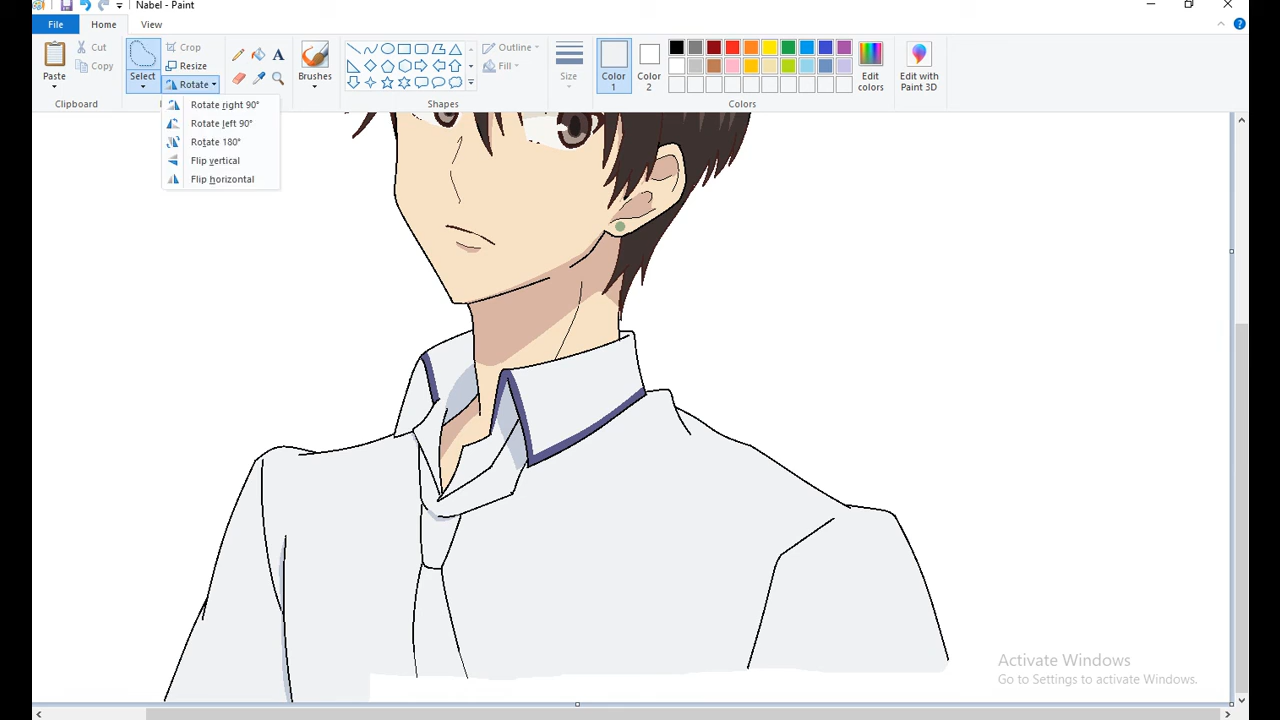 Nabel - Paint
File
Home
View
Paste
Cut
Copy
Clipboard
Select
Crop
Resize
Rotate
Rotate right 90°
Rotate left 90°
Rotate 180°
Flip vertical
Flip horizontal
Brushes
Outline
Fill
Shapes
Size
Color
1
Color
2
Colors
Edit
colors
Edit with
Paint 3D
Activate Windows
Go to Settings to activate Windows.